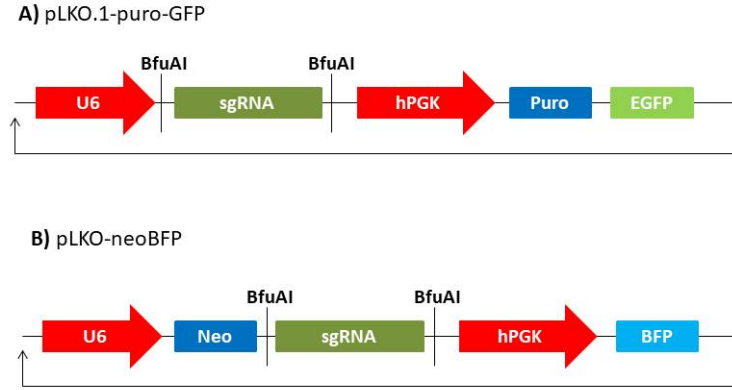 A) pLKO.1-puro-GFP
BfuAI BfuAI
U6 sgRNA hPGK Puro EGFP
B) pLKO-neoBFP
BfuAI BfuAI
U6 Neo sgRNA hPGK BFP